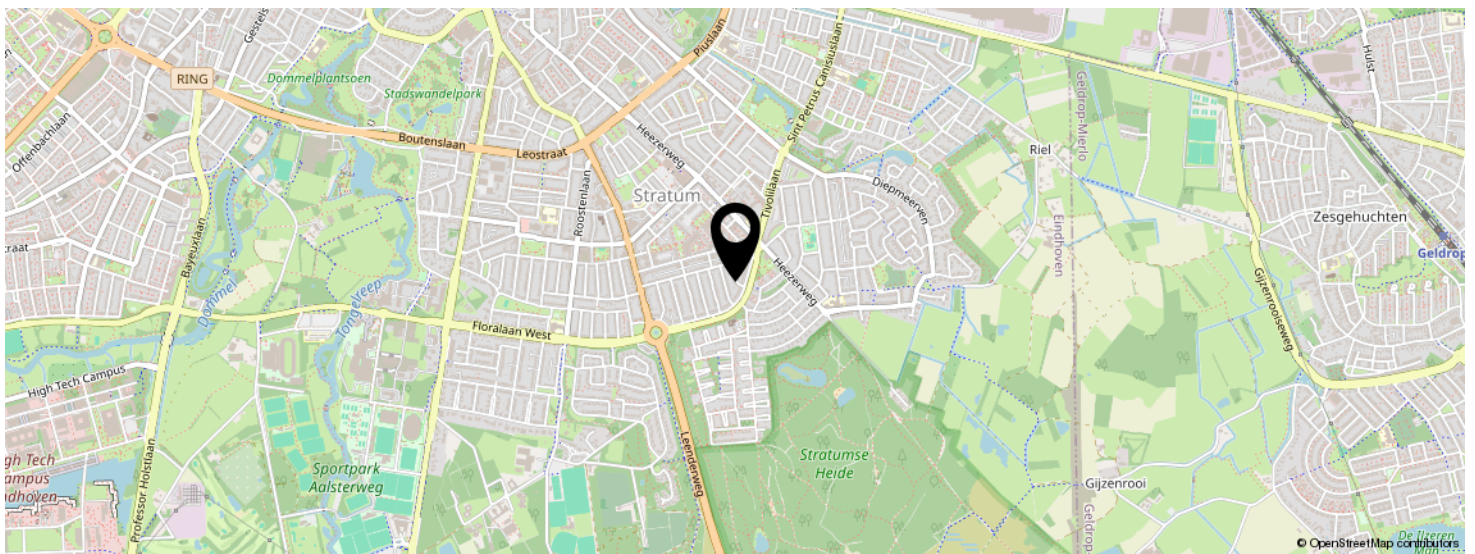 Gestels
RING
Dommelplantsoen
Stadswandelpark
Offenbachlaan
Boutenslaan
Leostraat
Piuslaan
Heezerweg
Sint Petrus Canisiuslaan
Stratum
Roostenlaan
Tivolilaan
Diepmeerven
Riel
Geldrop-Mierlo
Eindhoven
Hulst
Zesgehuchten
Geldrop
Gijzenrooiseweg
straat
Bayeuxlaan
Dommel
Tongelreep
Heezerweg
Floralaan West
High Tech Campus
Leenderweg
Professor Holstlaan
Sportpark
Aalsterweg
Stratumse
Heide
Gijzenrooi
© OpenStreetMap contributors